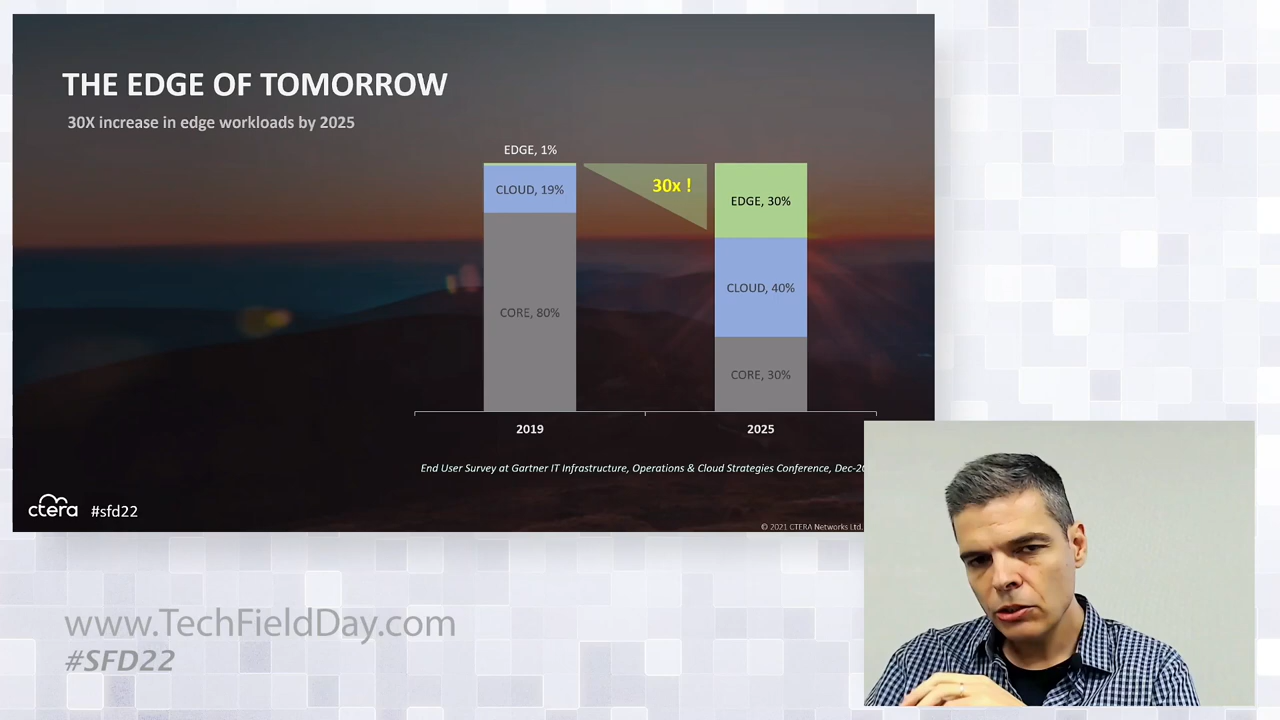 THE EDGE OF TOMORROW
30X increase in edge workloads by 2025
EDGE, 1%
CLOUD, 19%
CORE, 80%
30x !
EDGE, 30%
CLOUD, 40%
CORE, 30%
2019
2025
End User Survey at Gartner IT Infrastructure, Operations & Cloud Strategies Conference,
ctera
#sfd22
© 2021 CTERA Networks Ltd.
www.TechFieldDay.com
#SFD22